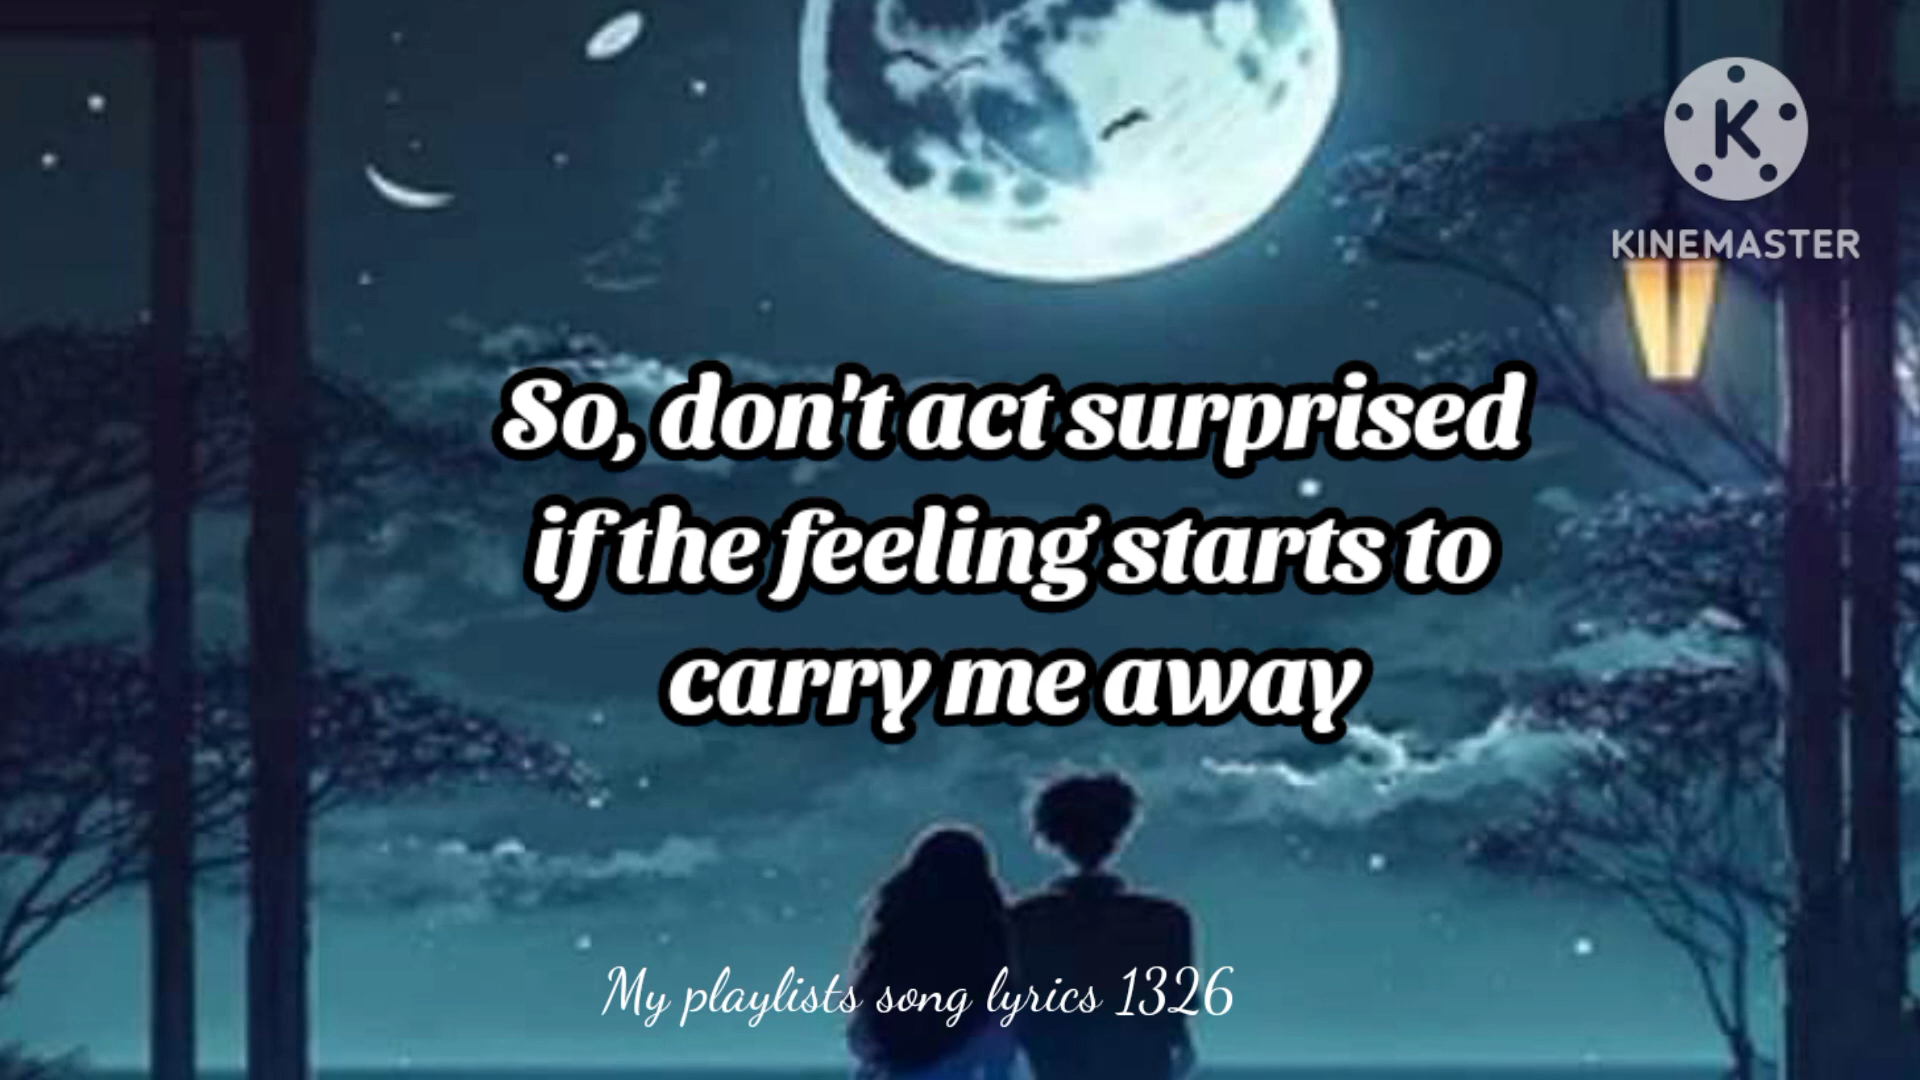 K
KINEMASTER
So, don't act surprised
if the feeling starts to
carry me away
My playlists song lyrics 1326